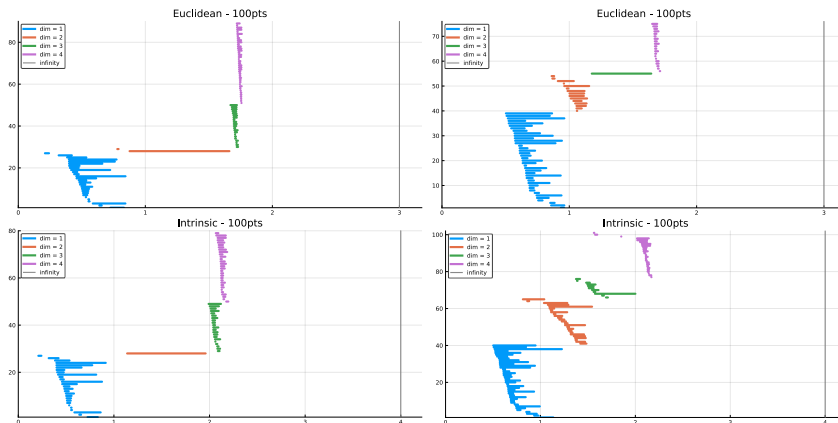 Euclidean - 100pts
dim = 1
dim = 2
dim = 3
dim = 4
infinity
80
60
40
20
0
1
2
3
Euclidean - 100pts
dim = 1
dim = 2
dim = 3
dim = 4
infinity
70
60
50
40
30
20
10
0
1
2
3
Intrinsic - 100pts
dim = 1
dim = 2
dim = 3
dim = 4
infinity
80
60
40
20
0
1
2
3
4
Intrinsic - 100pts
dim = 1
dim = 2
dim = 3
dim = 4
infinity
100
80
60
40
20
0
1
2
3
4